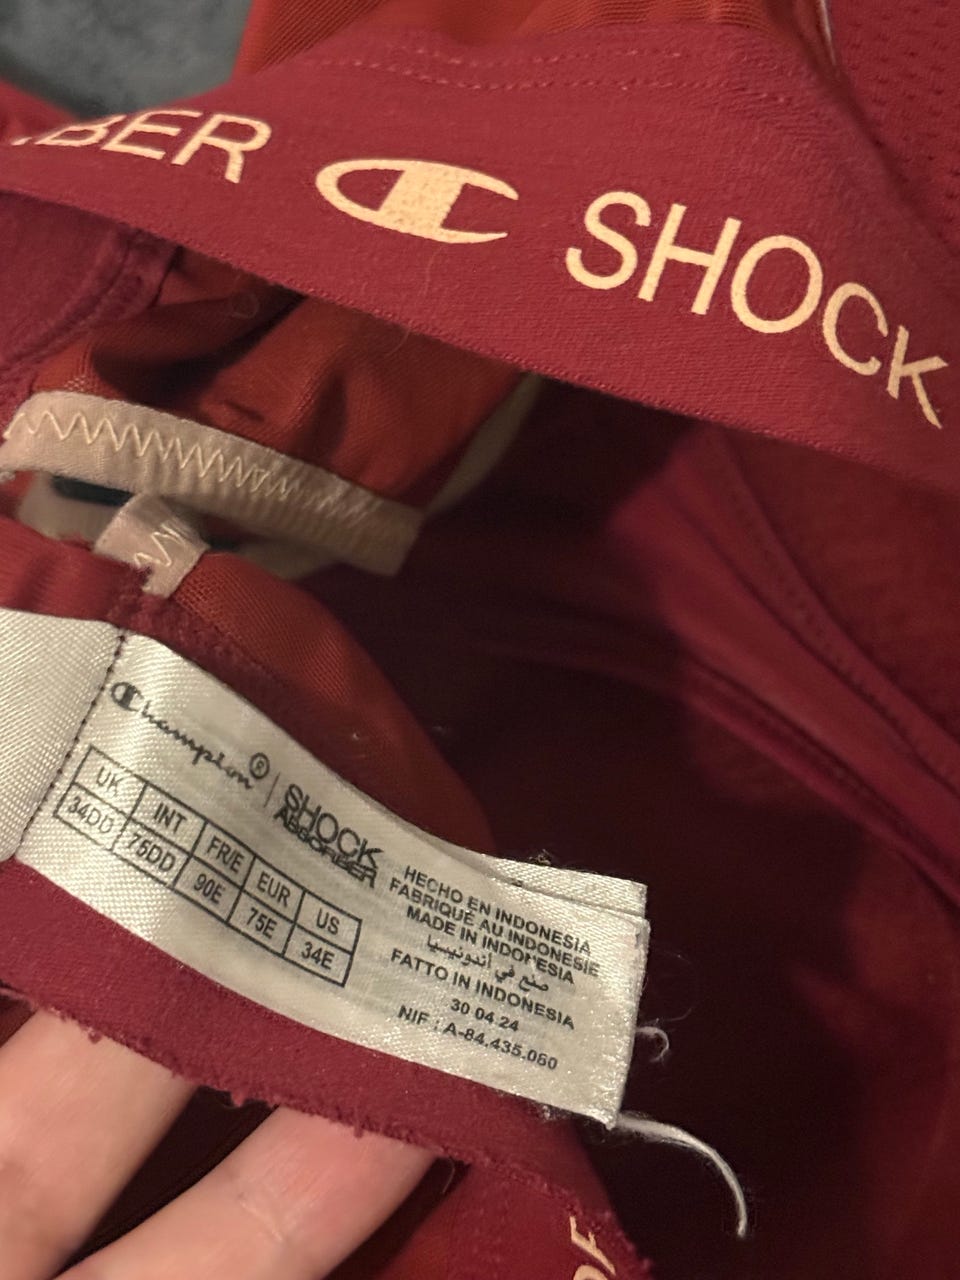 BER SHOCK
Champion® | SHOCK ABSORBER
UK INT FR/E EUR US
34DD 75DD 90E 75E 34E
HECHO EN INDONESIA
FABRIQUÉ AU INDONESIE
MADE IN INDONESIA
صنع في أندونيسيا
FATTO IN INDONESIA
30 04 24
NIF : A-84.435.060